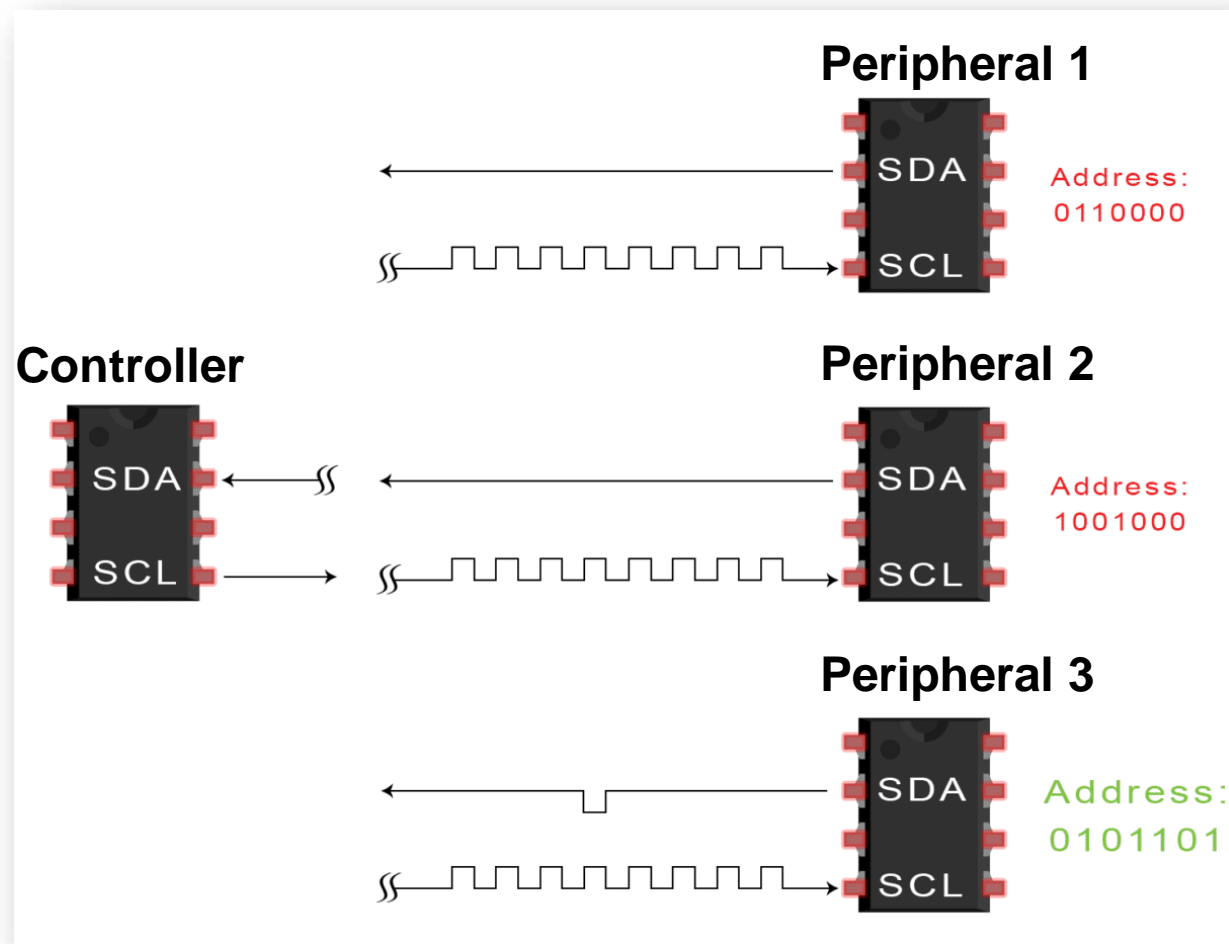 Peripheral 1
SDA
Address:
0110000
SCL
Controller
Peripheral 2
SDA
SDA
Address:
1001000
SCL
SCL
Peripheral 3
SDA
Address:
0101101
SCL